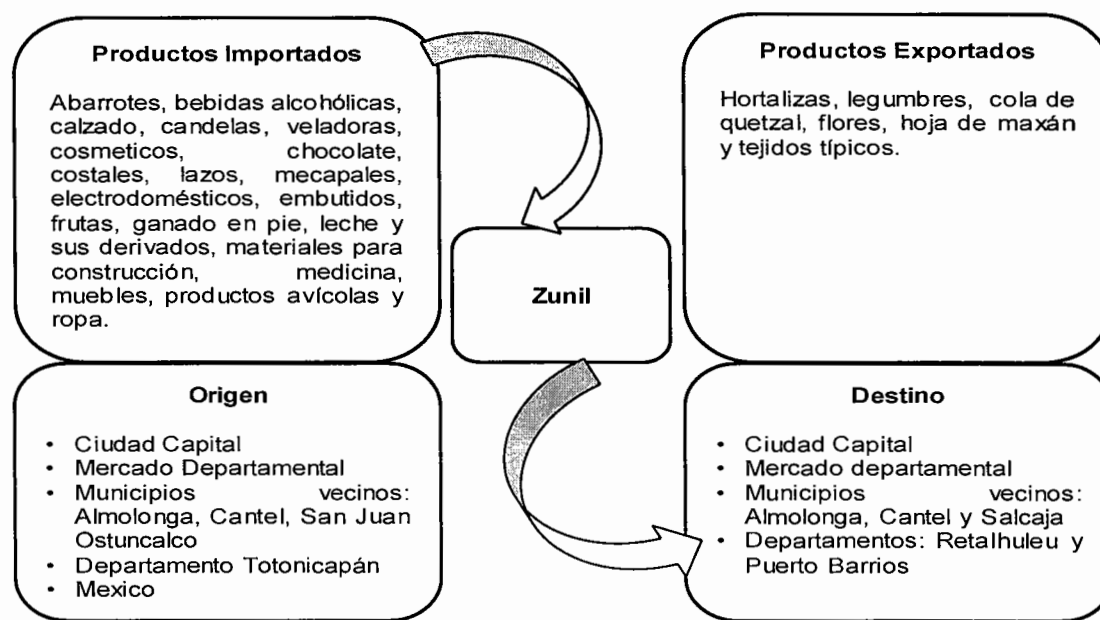 Productos Importados
Abarrotes, bebidas alcohólicas,
calzado, candelas, veladoras,
cosmeticos, chocolate,
costales, lazos, mecapales,
electrodomésticos, embutidos,
frutas, ganado en pie, leche y
sus derivados, materiales para
construcción, medicina,
muebles, productos avícolas y
ropa.
Origen
• Ciudad Capital
• Mercado Departamental
• Municipios vecinos:
Almolonga, Cantel, San Juan
Ostuncalco
• Departamento Totonicapán
• Mexico
Zunil
Productos Exportados
Hortalizas, legumbres, cola de
quetzal, flores, hoja de maxán
y tejidos típicos.
Destino
• Ciudad Capital
• Mercado departamental
• Municipios vecinos:
Almolonga, Cantel y Salcaja
• Departamentos: Retalhuleu y
Puerto Barrios